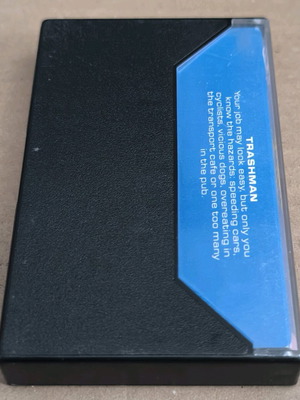 TRASHMAN
Your job may look easy, but only you
know the hazards: speeding cars,
cyclists, vicious dogs, overeating in
the transport cafe or one too many
in the pub.